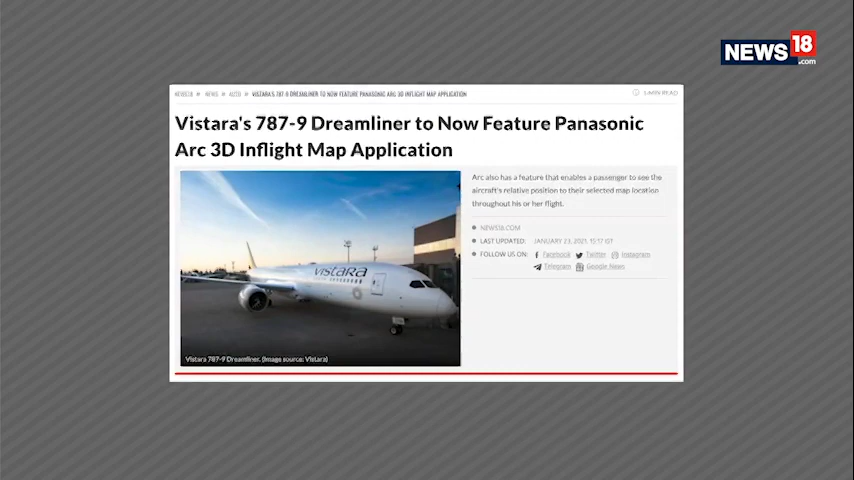 NEWS18.com
NEWS18 » NEWS » AUTO » VISTARA'S 787-9 DREAMLINER TO NOW FEATURE PANASONIC ARC 3D INFLIGHT MAP APPLICATION
1-MIN READ
Vistara's 787-9 Dreamliner to Now Feature Panasonic
Arc 3D Inflight Map Application
Arc also has a feature that enables a passenger to see the
aircraft's relative position to their selected map location
throughout his or her flight.
NEWS18.COM
LAST UPDATED: JANUARY 23, 2021, 15:17 IST
FOLLOW US ON: Facebook Twitter Instagram
Telegram Google News
vistara
Vistara 787-9 Dreamliner. (Image source: Vistara)